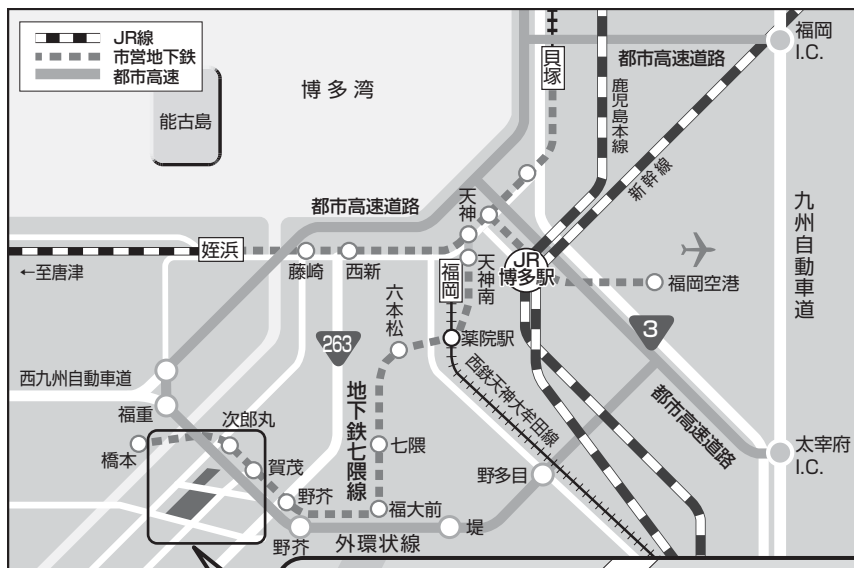 JR線
市営地下鉄
都市高速
博多湾
能古島
貝塚
都市高速道路
鹿児島本線
福岡
I.C.
新幹線
九州自動車道
都市高速道路
天神
姪浜
←至唐津
藤崎
西新
福岡
天神南
JR
博多駅
福岡空港
六本松
263
薬院駅
3
西九州自動車道
地下鉄七隈線
西鉄天神大牟田線
都市高速道路
福重
次郎丸
橋本
賀茂
七隈
野多目
太宰府
I.C.
野芥
福大前
野芥
外環状線
堤